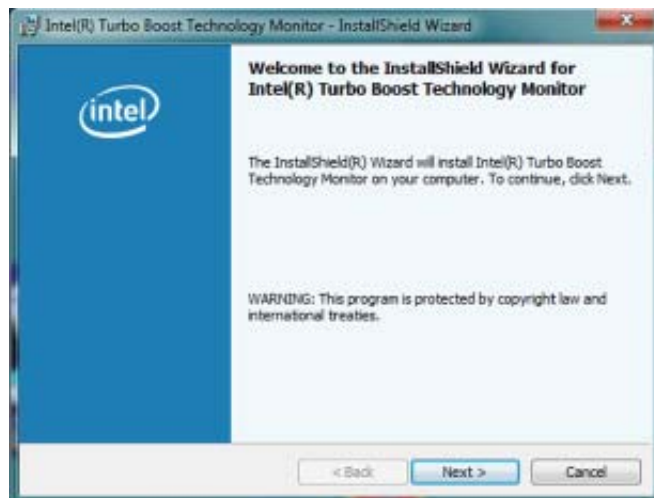 Intel(R) Turbo Boost Technology Monitor - InstallShield Wizard
intel
Welcome to the InstallShield Wizard for
Intel(R) Turbo Boost Technology Monitor
The InstallShield(R) Wizard will install Intel(R) Turbo Boost
Technology Monitor on your computer. To continue, click Next.
WARNING: This program is protected by copyright law and
international treaties.
< Back Next > Cancel